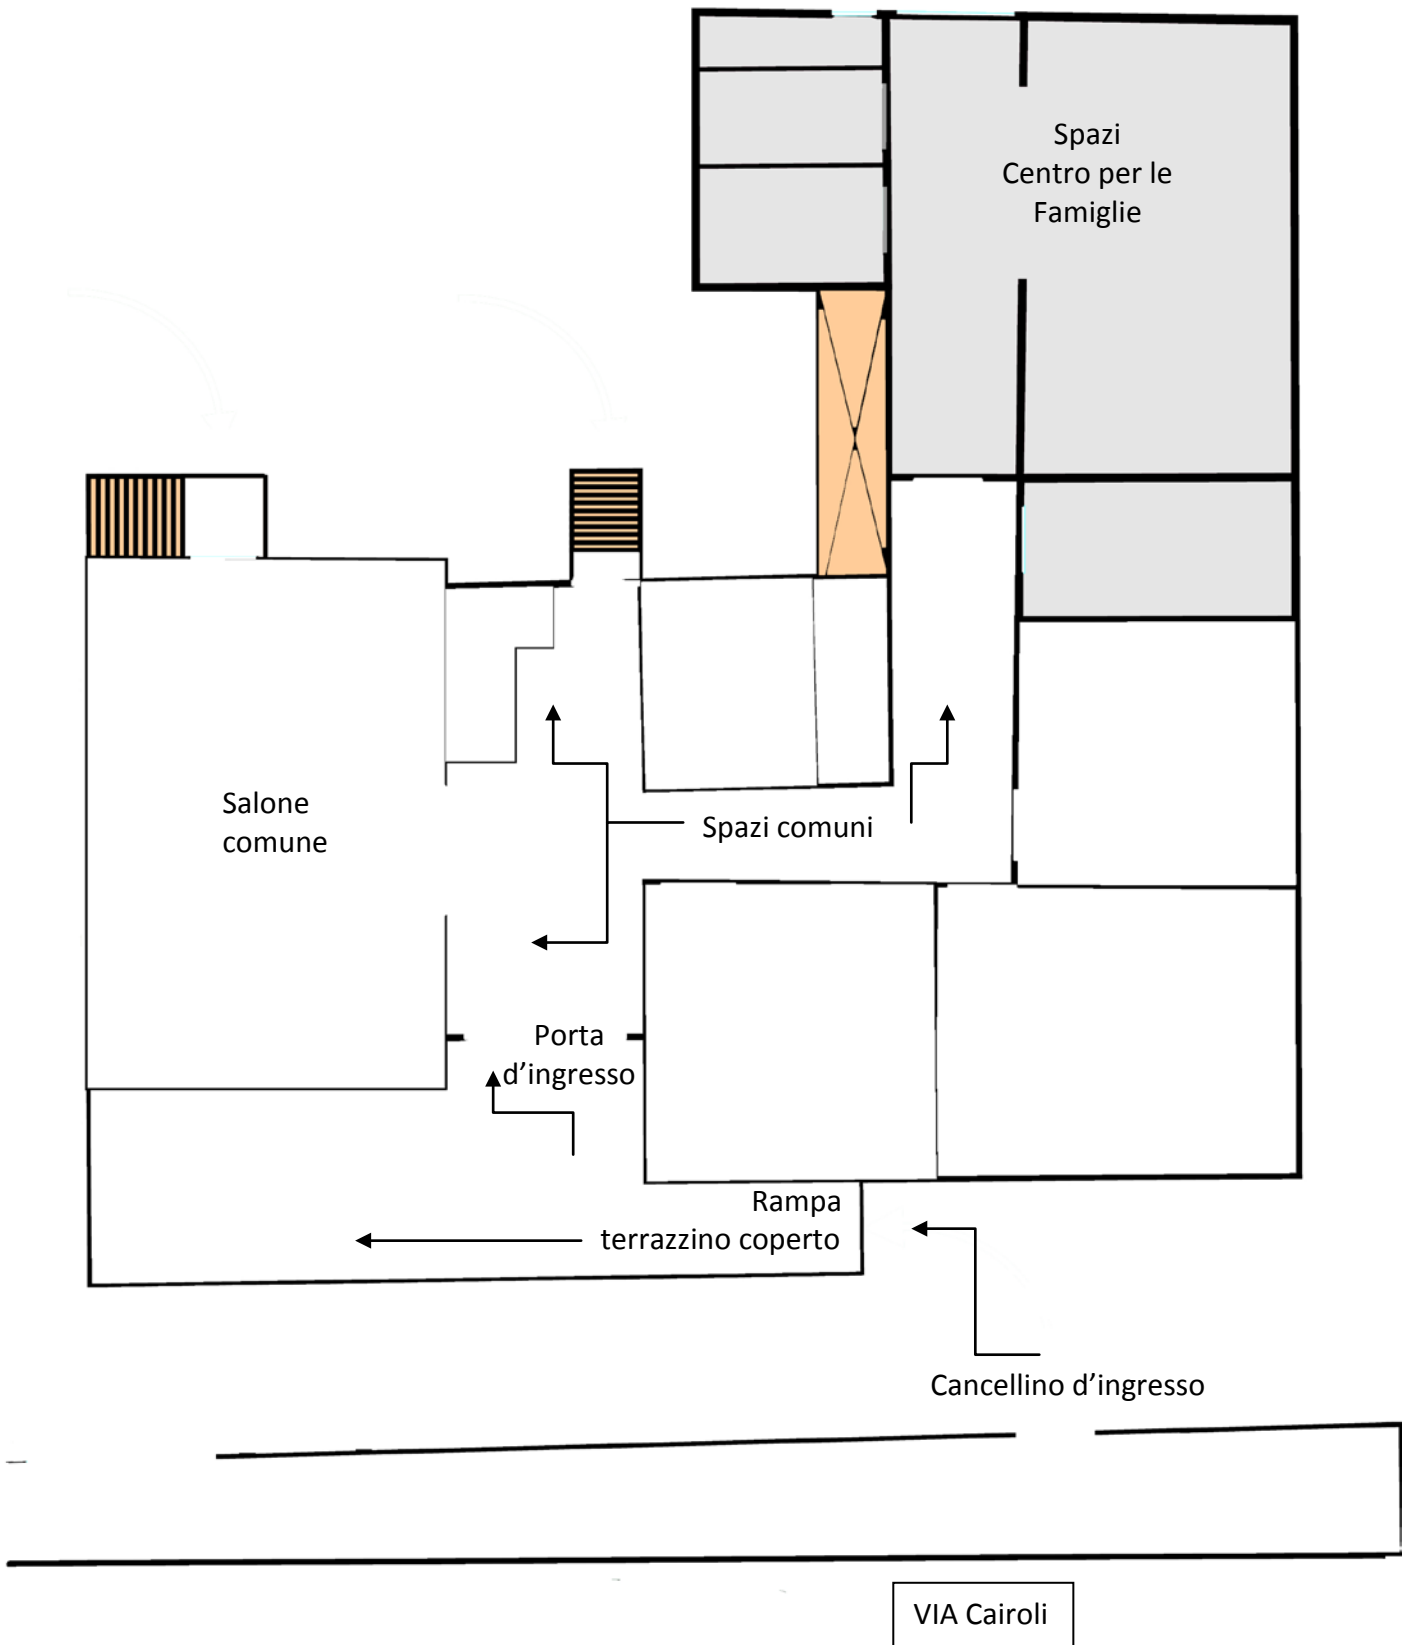 Spazi
Centro per le
Famiglie
Salone
comune
Spazi comuni
Porta
d’ingresso
Rampa
terrazzino coperto
Cancellino d’ingresso
VIA Cairoli